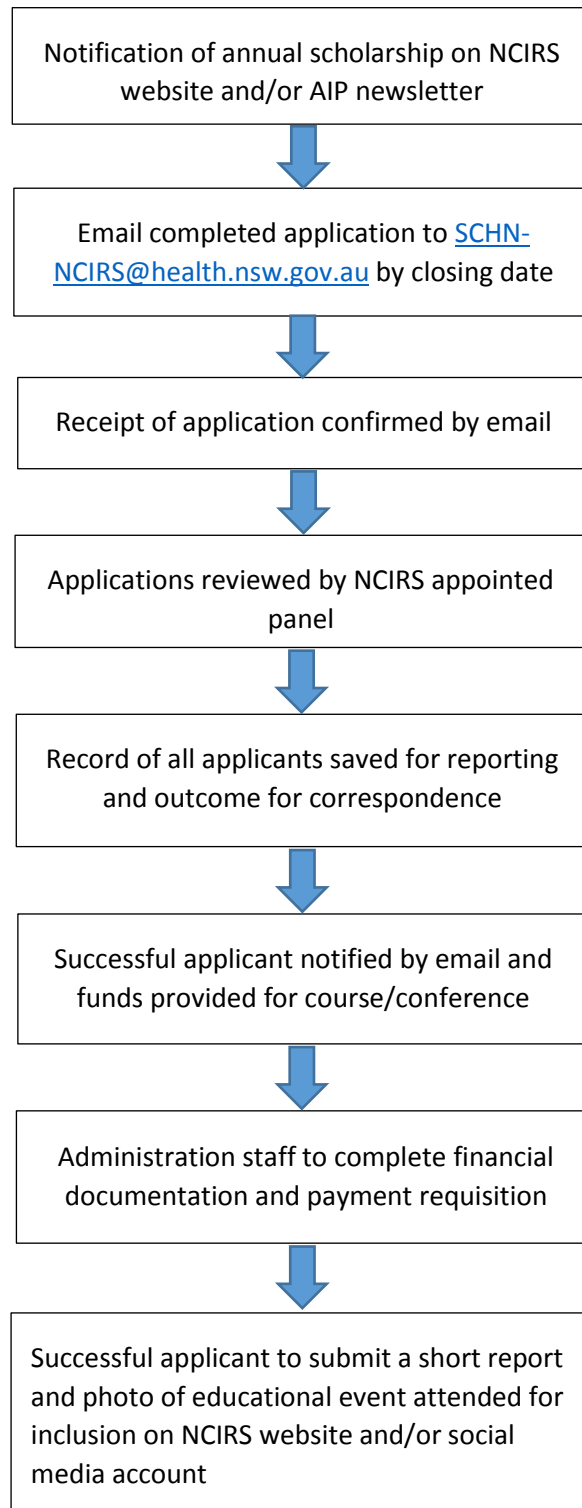 Notification of annual scholarship on NCIRS
website and/or AIP newsletter
Email completed application to SCHN-
NCIRS@health.nsw.gov.au by closing date
Receipt of application confirmed by email
Applications reviewed by NCIRS appointed
panel
Record of all applicants saved for reporting
and outcome for correspondence
Successful applicant notified by email and
funds provided for course/conference
Administration staff to complete financial
documentation and payment requisition
Successful applicant to submit a short report
and photo of educational event attended for
inclusion on NCIRS website and/or social
media account